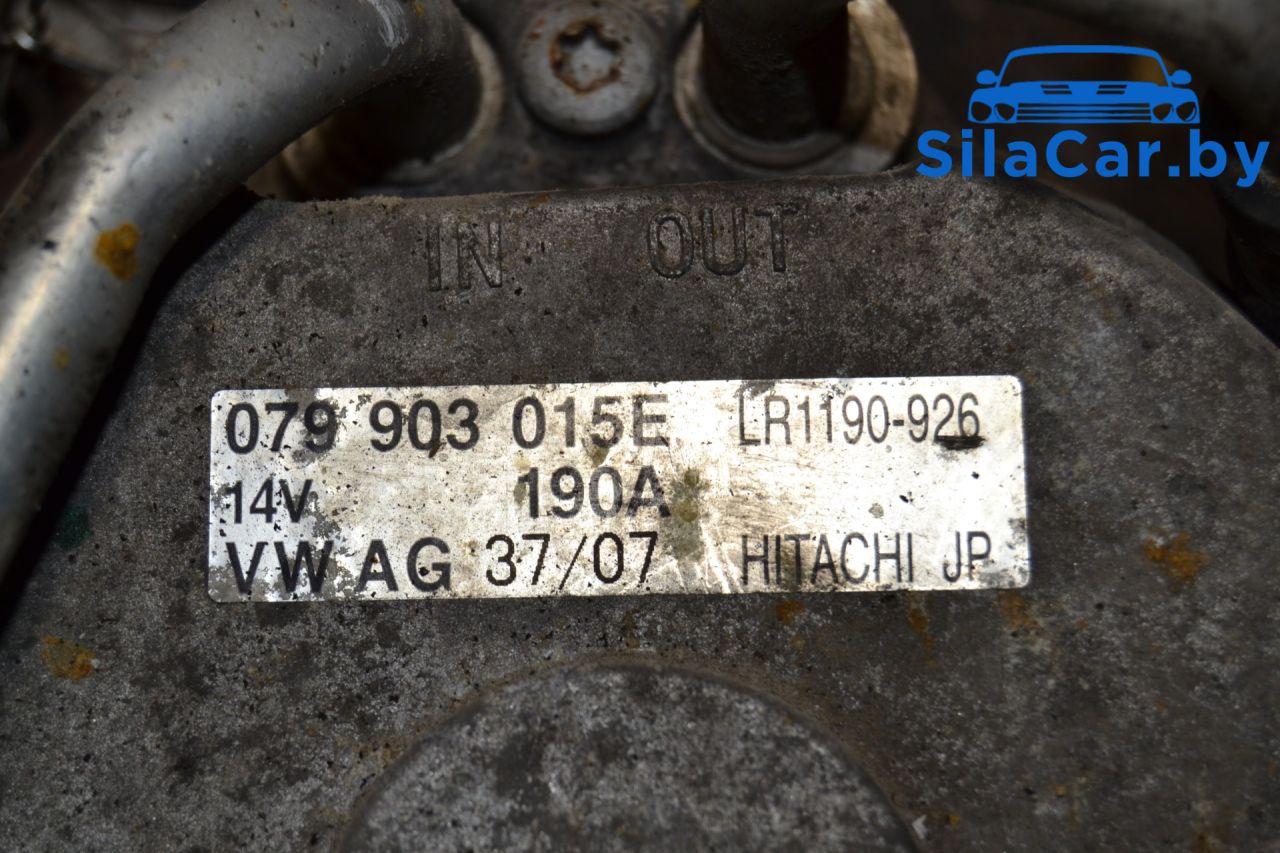 SilaCar.by
IN OUT
079 903 015E LR1190-926
14V 190A
VW AG 37/07 HITACHI JP